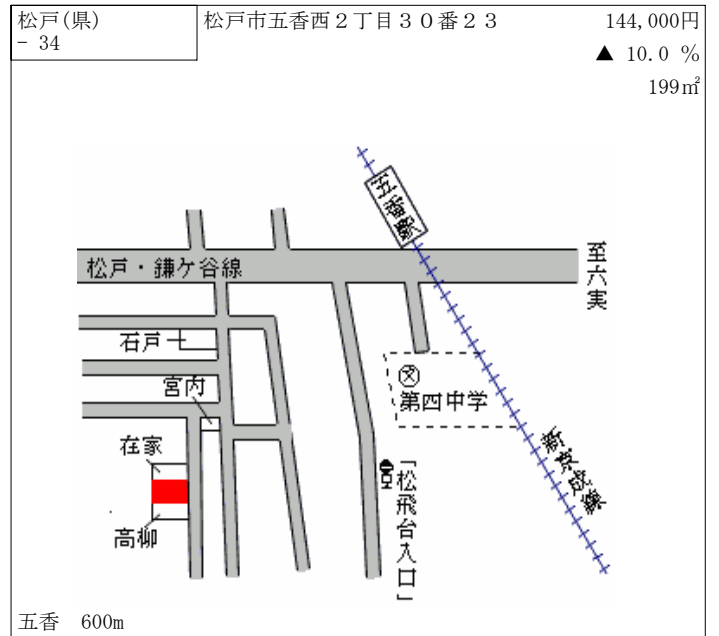 松戸(県)
- 34
松戸市五香西２丁目３０番２３
144,000円
▲ 10.0 %
199㎡
五香駅
松戸・鎌ケ谷線
至六実
石戸
宮内
文
第四中学
在家
新京成線
「松飛台入口」
高柳
五香 600m